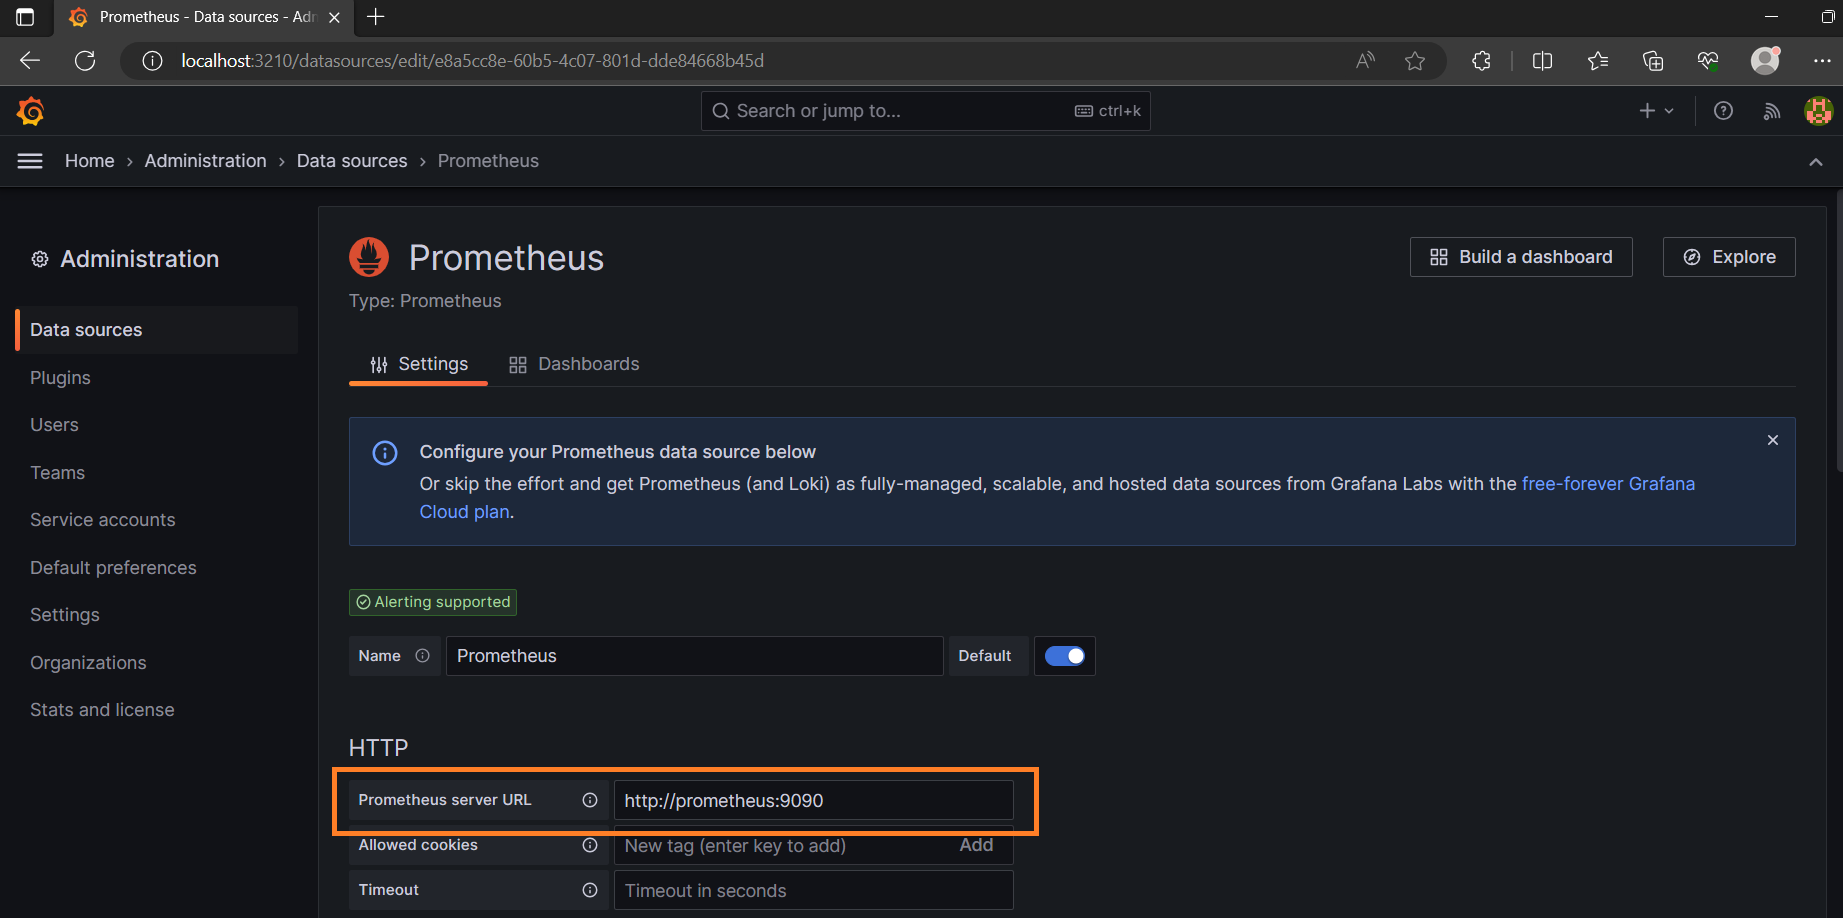 Prometheus - Data sources - Adm
localhost:3210/datasources/edit/e8a5cc8e-60b5-4c07-801d-dde84668b45d
Search or jump to... ctrl+k
Home › Administration › Data sources › Prometheus
Administration
Data sources
Plugins
Users
Teams
Service accounts
Default preferences
Settings
Organizations
Stats and license
Prometheus
Type: Prometheus
Build a dashboard
Explore
Settings
Dashboards
Configure your Prometheus data source below
Or skip the effort and get Prometheus (and Loki) as fully-managed, scalable, and hosted data sources from Grafana Labs with the free-forever Grafana
Cloud plan.
Alerting supported
Name Prometheus Default
HTTP
Prometheus server URL http://prometheus:9090
Allowed cookies New tag (enter key to add) Add
Timeout Timeout in seconds